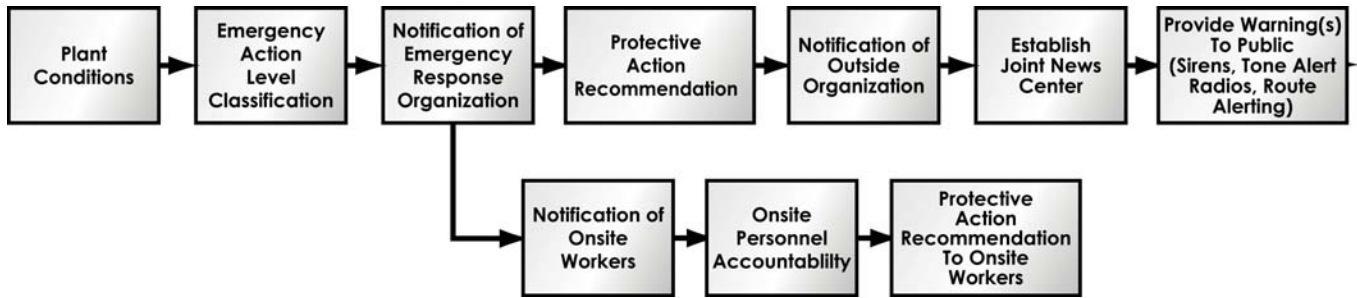 Plant
Conditions
Emergency
Action
Level
Classification
Notification of
Emergency
Response
Organization
Protective
Action
Recommendation
Notification of
Outside
Organization
Establish
Joint News
Center
Provide Warning(s)
To Public
(Sirens, Tone Alert
Radios, Route
Alerting)
Notification of
Onsite
Workers
Onsite
Personnel
Accountablilty
Protective
Action
Recommendation
To Onsite
Workers